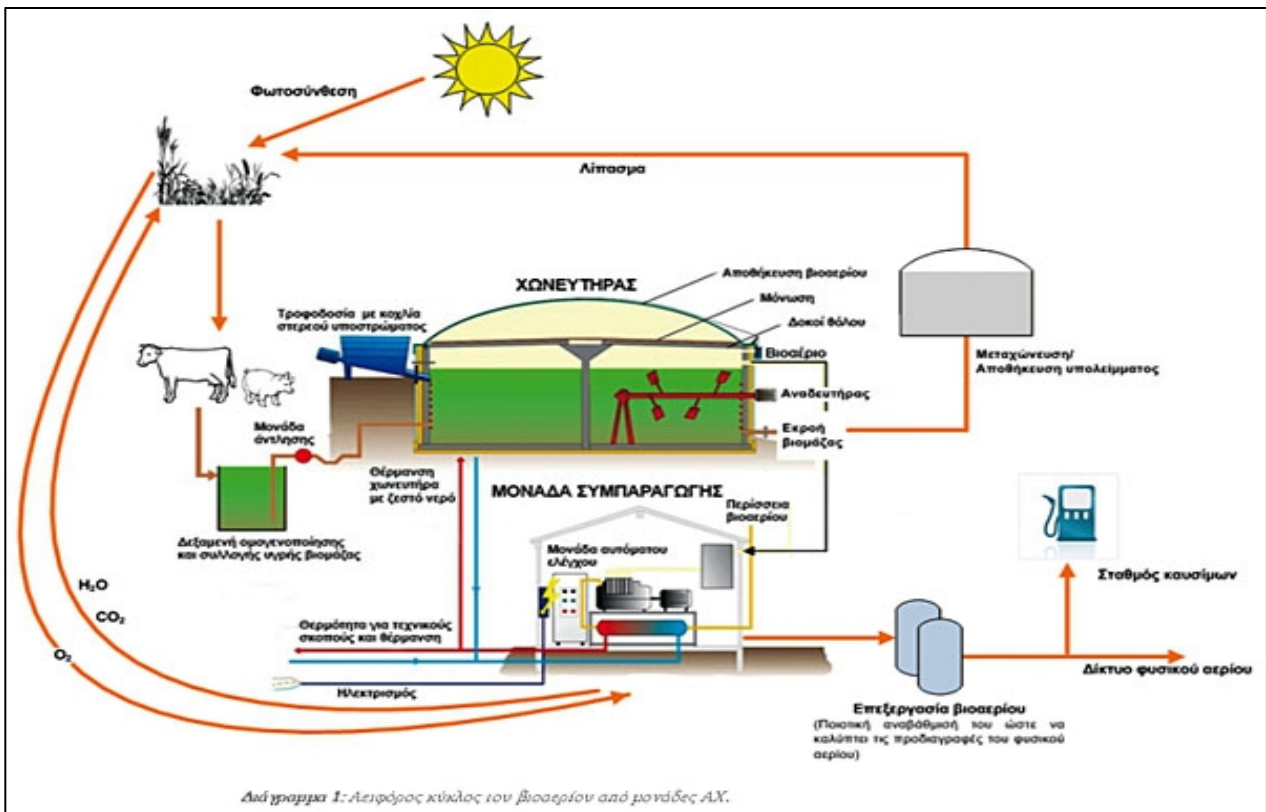 Φωτοσύνθεση
Λίπασμα
ΧΩΝΕΥΤΗΡΑΣ
Αποθήκευση βιοαερίου
Μόνωση
Δοκοί θόλου
Τροφοδοσία με κοχλία
στερεού υποστρώματος
Βιοαέριο
Μεταχώνευση/
Αποθήκευση υπολείμματος
Αναδευτήρας
Μονάδα
άντλησης
Εκροή
βιομάζας
Θέρμανση
χωνευτήρα
με ζεστό νερό
ΜΟΝΑΔΑ ΣΥΜΠΑΡΑΓΩΓΗΣ
Περίσσεια
βιοαερίου
Δεξαμενή ομογενοποίησης
και συλλογής υγρής βιομάζας
Μονάδα αυτόματου
ελέγχου
Σταθμός καυσίμων
H₂O
CO₂
O₂
Θερμότητα για τεχνικούς
σκοπούς και θέρμανση
Ηλεκτρισμός
Δίκτυο φυσικού αερίου
Επεξεργασία βιοαερίου
(Ποιοτική αναβάθμισή του ώστε να
καλύπτει τις προδιαγραφές του φυσικού
αερίου)
Διάγραμμα 1: Αειφόρος κύκλος του βιοαερίου από μονάδες ΑΧ.